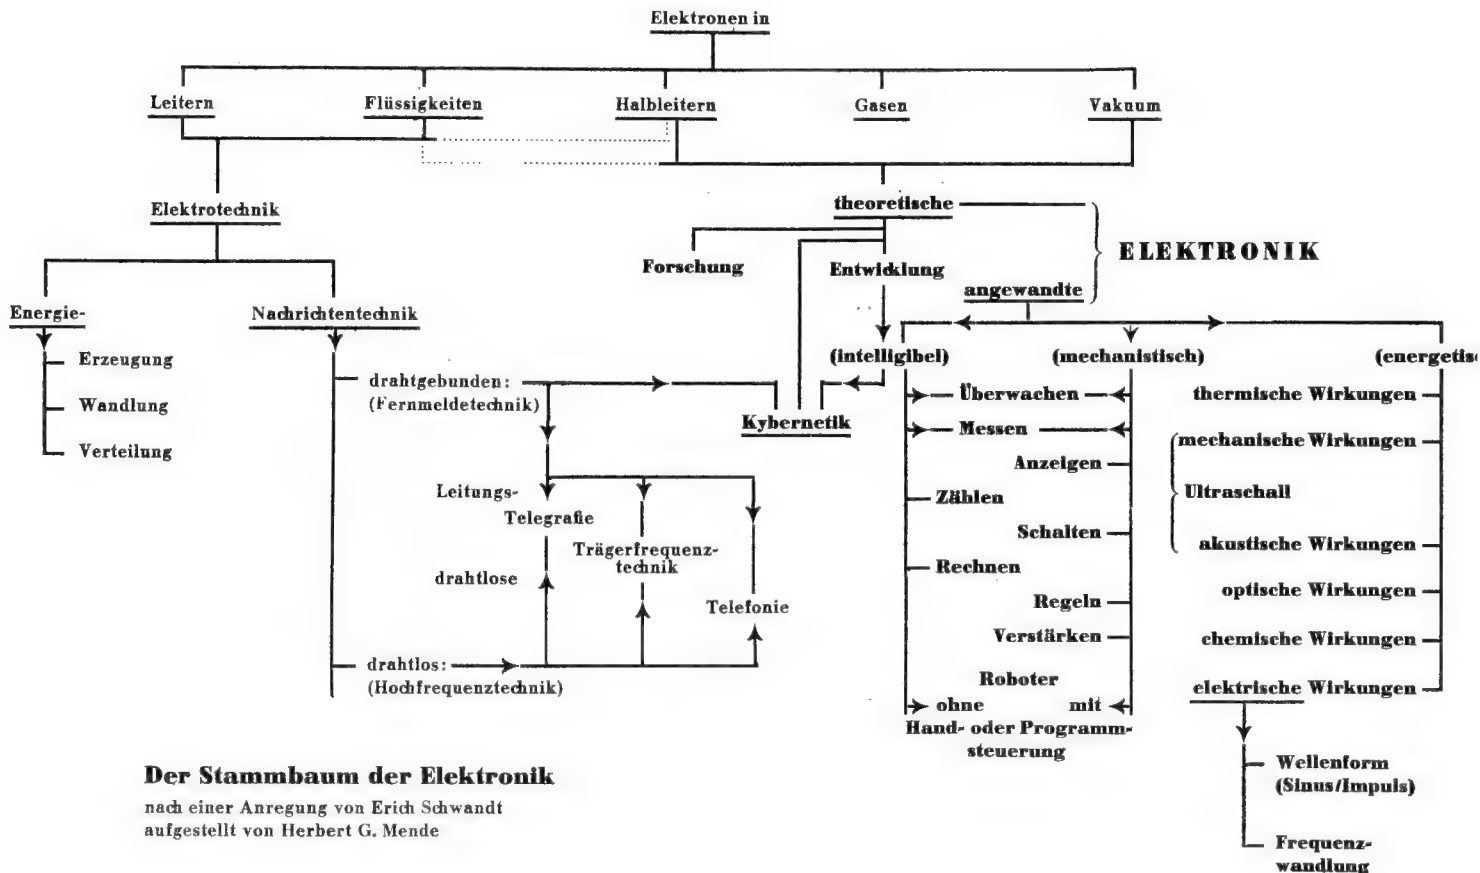 Elektronen in
Leitern
Flüssigkeiten
Halbleitern
Gasen
Vakuum
Elektrotechnik
theoretische
ELEKTRONIK
Forschung
Entwicklung
angewandte
Energie-
Nachrichtentechnik
Erzeugung
Wandlung
Verteilung
drahtgebunden:
(Fernmeldetechnik)
Kybernetik
Leitungs-
Telegrafie
Trägerfrequenz-
technik
drahtlose
Telefonie
drahtlos:
(Hochfrequenztechnik)
(intelligibel)
(mechanistisch)
(energetisc
Überwachen
Messen
Anzeigen
Zählen
Schalten
Rechnen
Regeln
Verstärken
Roboter
ohne
mit
Hand- oder Programm-
steuerung
thermische Wirkungen
mechanische Wirkungen
Ultraschall
akustische Wirkungen
optische Wirkungen
chemische Wirkungen
elektrische Wirkungen
Wellenform
(Sinus/Impuls)
Frequenz-
wandlung
Der Stammbaum der Elektronik
nach einer Anregung von Erich Schwandt
aufgestellt von Herbert G. Mende